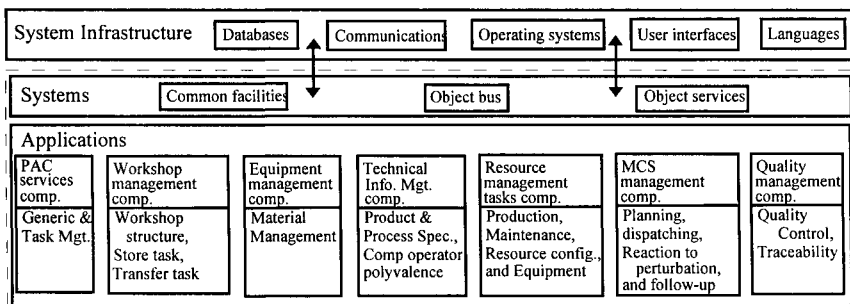 System Infrastructure
Databases
Communications
Operating systems
User interfaces
Languages
Systems
Common facilities
Object bus
Object services
Applications
PAC
services
comp.
Generic &
Task Mgt.
Workshop
management
comp.
Workshop
structure,
Store task,
Transfer task
Equipment
management
comp.
Material
Management
Technical
Info. Mgt.
comp.
Product &
Process Spec.,
Comp operator
polyvalence
Resource
management
tasks comp.
Production,
Maintenance,
Resource config.,
and Equipment
MCS
management
comp.
Planning,
dispatching,
Reaction to
perturbation,
and follow-up
Quality
management
comp.
Quality
Control,
Traceability